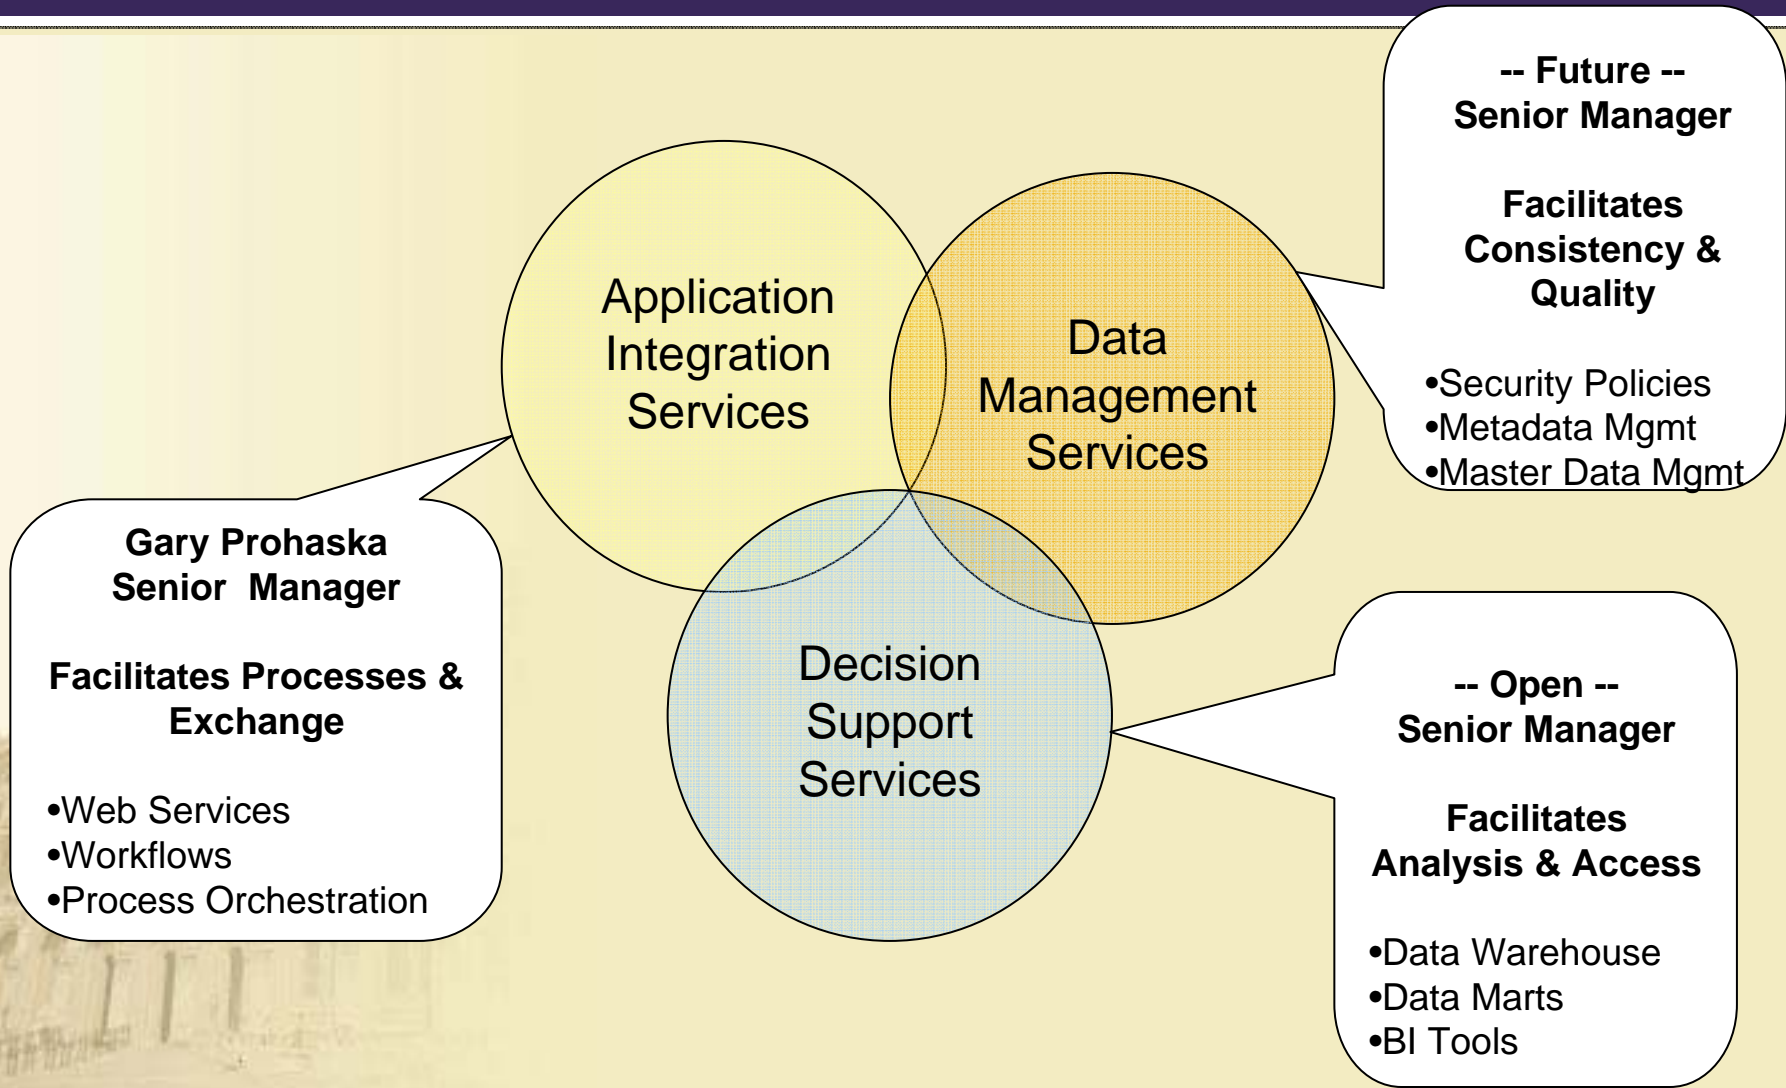 -- Future --
Senior Manager
Facilitates
Consistency &
Quality
•Security Policies
•Metadata Mgmt
•Master Data Mgmt
Application
Integration
Services
Data
Management
Services
Gary Prohaska
Senior  Manager
Facilitates Processes &
Exchange
•Web Services
•Workflows
•Process Orchestration
Decision
Support
Services
-- Open --
Senior Manager
Facilitates
Analysis & Access
•Data Warehouse
•Data Marts
•BI Tools